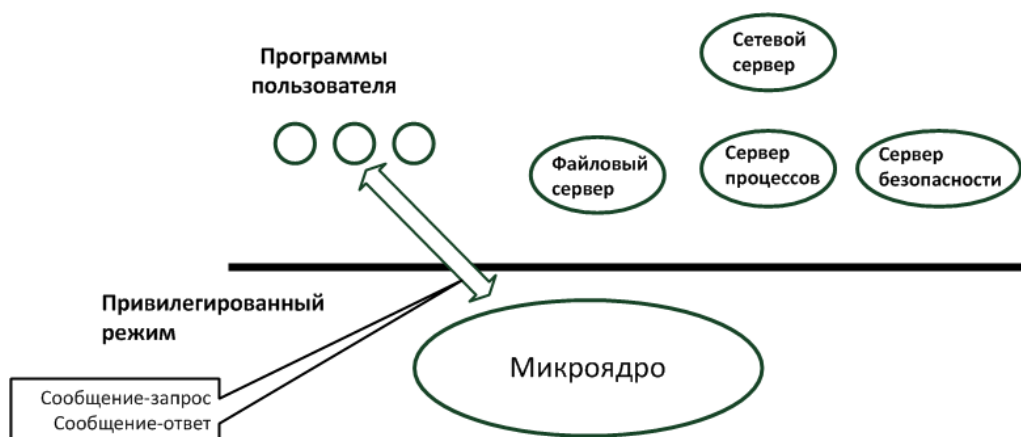 Программы
пользователя
Сетевой
сервер
Файловый
сервер
Сервер
процессов
Сервер
безопасности
Привилегированный
режим
Микроядро
Сообщение-запрос
Сообщение-ответ